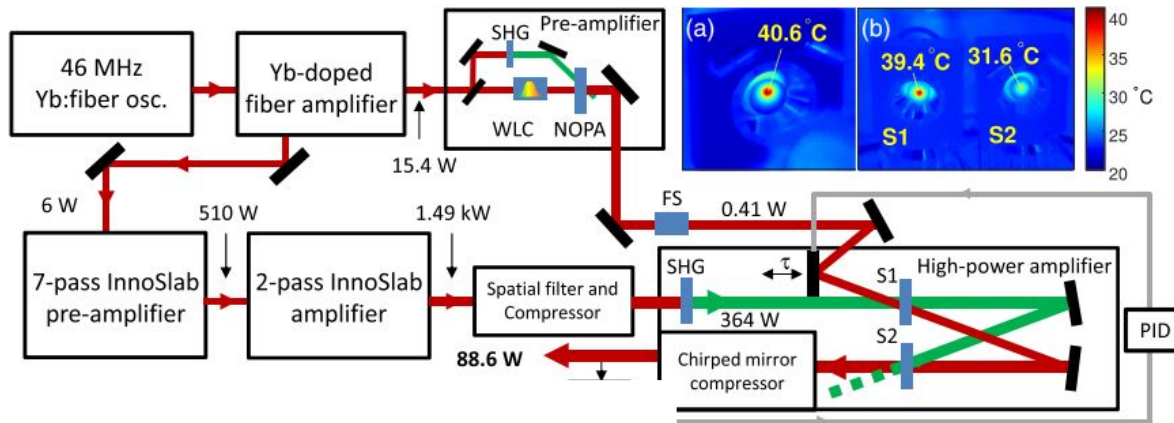 46 MHz
Yb:fiber osc.
Yb-doped
fiber amplifier
15.4 W
Pre-amplifier
SHG
WLC
NOPA
(a)
40.6 °C
(b)
39.4 °C
31.6 °C
S1
S2
40
35
30
25
20
°C
6 W
510 W
1.49 kW
FS
0.41 W
7-pass InnoSlab
pre-amplifier
2-pass InnoSlab
amplifier
Spatial filter and
Compressor
SHG
τ
S1
High-power amplifier
364 W
S2
PID
88.6 W
Chirped mirror
compressor